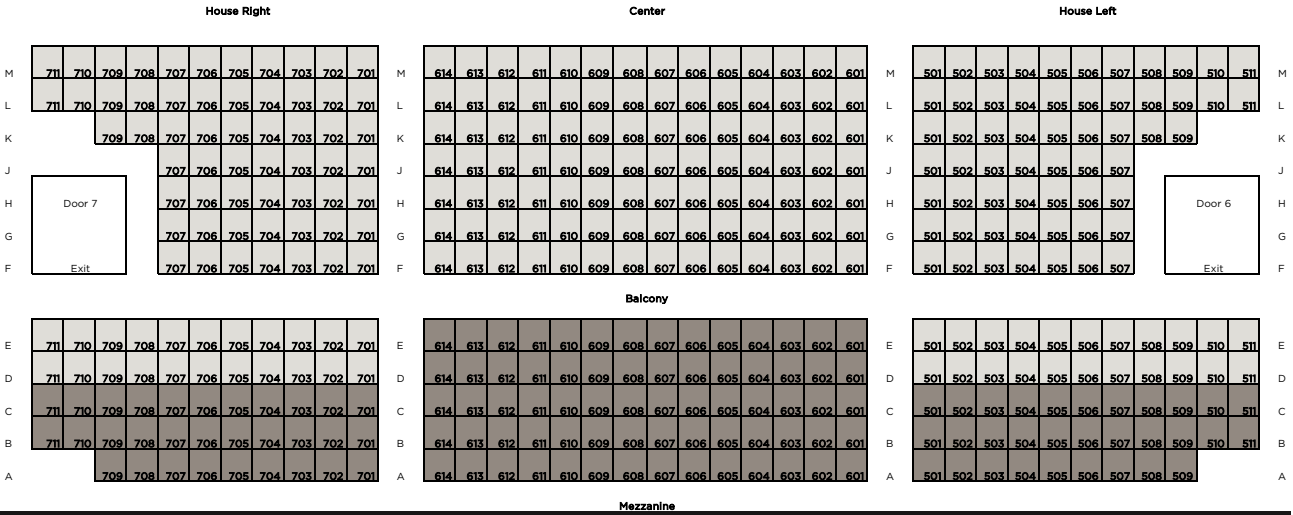 House Right Center House Left
M 711 710 709 708 707 706 705 704 703 702 701 M 614 613 612 611 610 609 608 607 606 605 604 603 602 601 M 501 502 503 504 505 506 507 508 509 510 511 M
L 711 710 709 708 707 706 705 704 703 702 701 L 614 613 612 611 610 609 608 607 606 605 604 603 602 601 L 501 502 503 504 505 506 507 508 509 510 511 L
K 709 708 707 706 705 704 703 702 701 K 614 613 612 611 610 609 608 607 606 605 604 603 602 601 K 501 502 503 504 505 506 507 508 509 K
J 707 706 705 704 703 702 701 J 614 613 612 611 610 609 608 607 606 605 604 603 602 601 J 501 502 503 504 505 506 507 J
H Door 7 707 706 705 704 703 702 701 H 614 613 612 611 610 609 608 607 606 605 604 603 602 601 H 501 502 503 504 505 506 507 Door 6 H
G 707 706 705 704 703 702 701 G 614 613 612 611 610 609 608 607 606 605 604 603 602 601 G 501 502 503 504 505 506 507 G
F Exit 707 706 705 704 703 702 701 F 614 613 612 611 610 609 608 607 606 605 604 603 602 601 F 501 502 503 504 505 506 507 Exit F
Balcony
E 711 710 709 708 707 706 705 704 703 702 701 E 614 613 612 611 610 609 608 607 606 605 604 603 602 601 E 501 502 503 504 505 506 507 508 509 510 511 E
D 711 710 709 708 707 706 705 704 703 702 701 D 614 613 612 611 610 609 608 607 606 605 604 603 602 601 D 501 502 503 504 505 506 507 508 509 510 511 D
C 711 710 709 708 707 706 705 704 703 702 701 C 614 613 612 611 610 609 608 607 606 605 604 603 602 601 C 501 502 503 504 505 506 507 508 509 510 511 C
B 711 710 709 708 707 706 705 704 703 702 701 B 614 613 612 611 610 609 608 607 606 605 604 603 602 601 B 501 502 503 504 505 506 507 508 509 510 511 B
A 709 708 707 706 705 704 703 702 701 A 614 613 612 611 610 609 608 607 606 605 604 603 602 601 A 501 502 503 504 505 506 507 508 509 A
Mezzanine